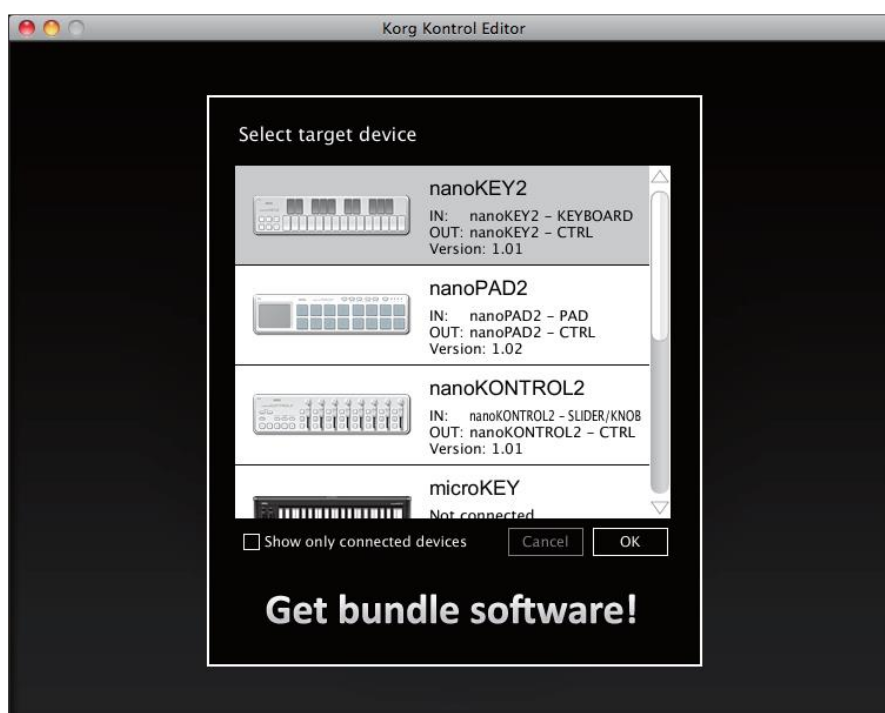 Korg Kontrol Editor
Select target device
nanoKEY2
IN: nanoKEY2 – KEYBOARD
OUT: nanoKEY2 – CTRL
Version: 1.01
nanoPAD2
IN: nanoPAD2 – PAD
OUT: nanoPAD2 – CTRL
Version: 1.02
nanoKONTROL2
IN: nanoKONTROL2 – SLIDER/KNOB
OUT: nanoKONTROL2 – CTRL
Version: 1.01
microKEY
Not connected
Show only connected devices
Cancel
OK
Get bundle software!